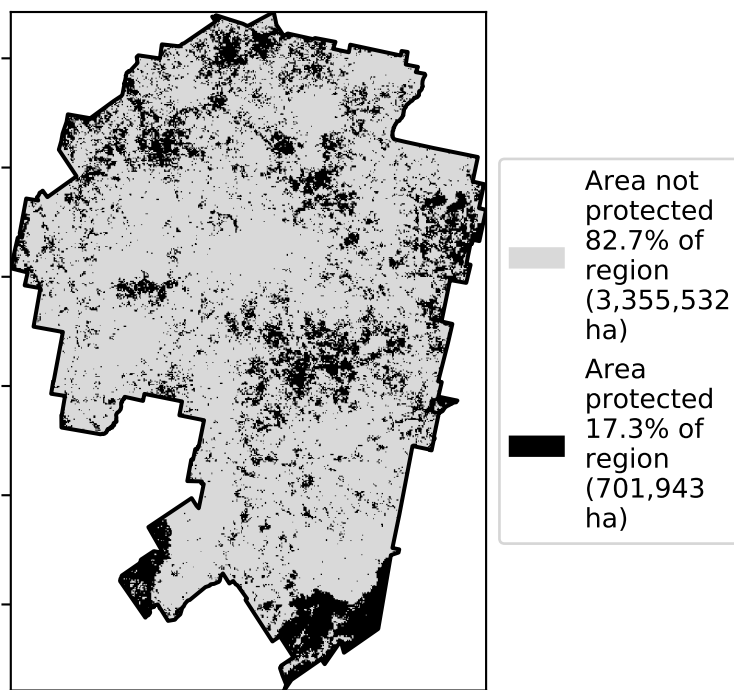 Area not
protected
82.7% of
region
(3,355,532
ha)
Area
protected
17.3% of
region
(701,943
ha)